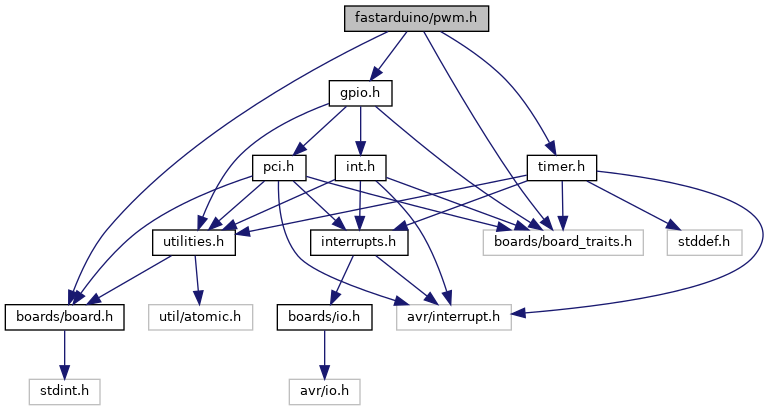 fastarduino/pwm.h
gpio.h
pci.h
int.h
timer.h
utilities.h
interrupts.h
boards/board_traits.h
stddef.h
boards/board.h
util/atomic.h
boards/io.h
avr/interrupt.h
stdint.h
avr/io.h